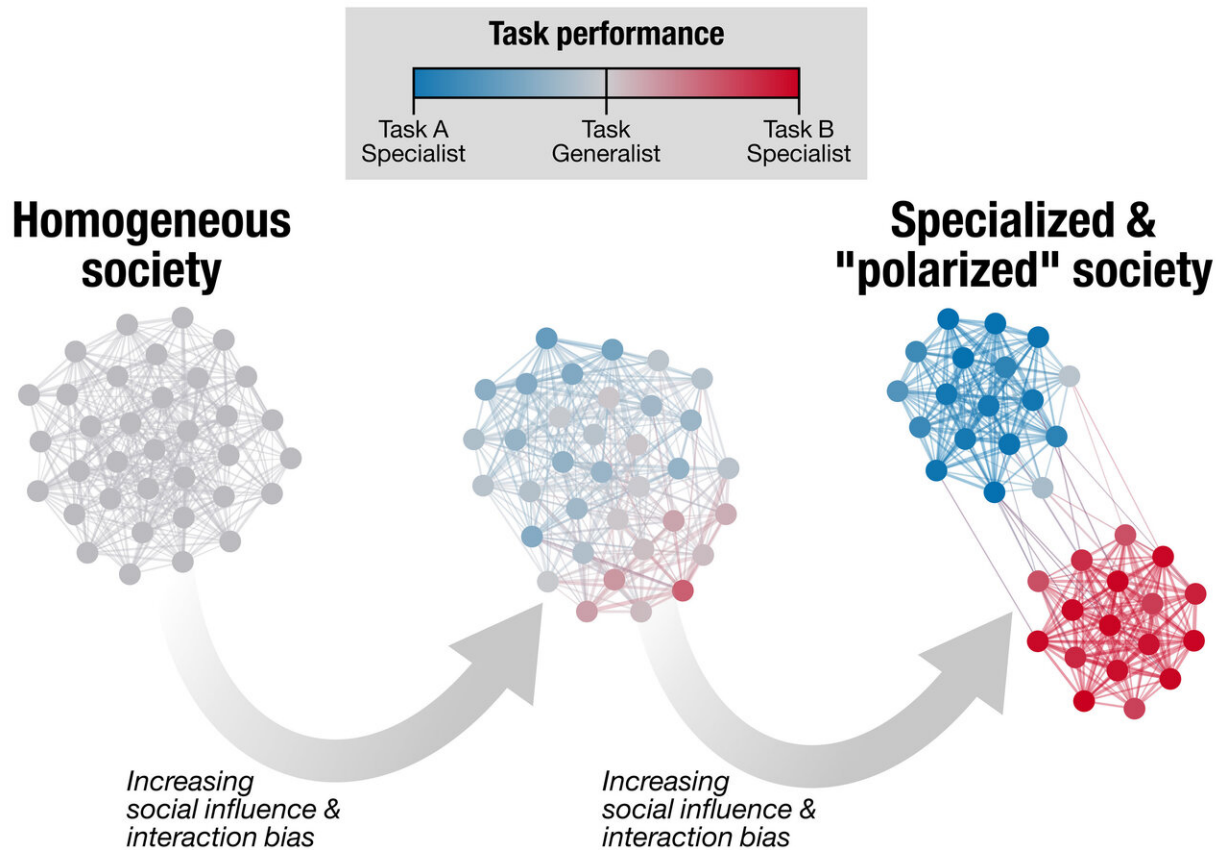 Task performance
Task A
Specialist
Task
Generalist
Task B
Specialist
Homogeneous
society
Specialized &
"polarized" society
Increasing
social influence &
interaction bias
Increasing
social influence &
interaction bias